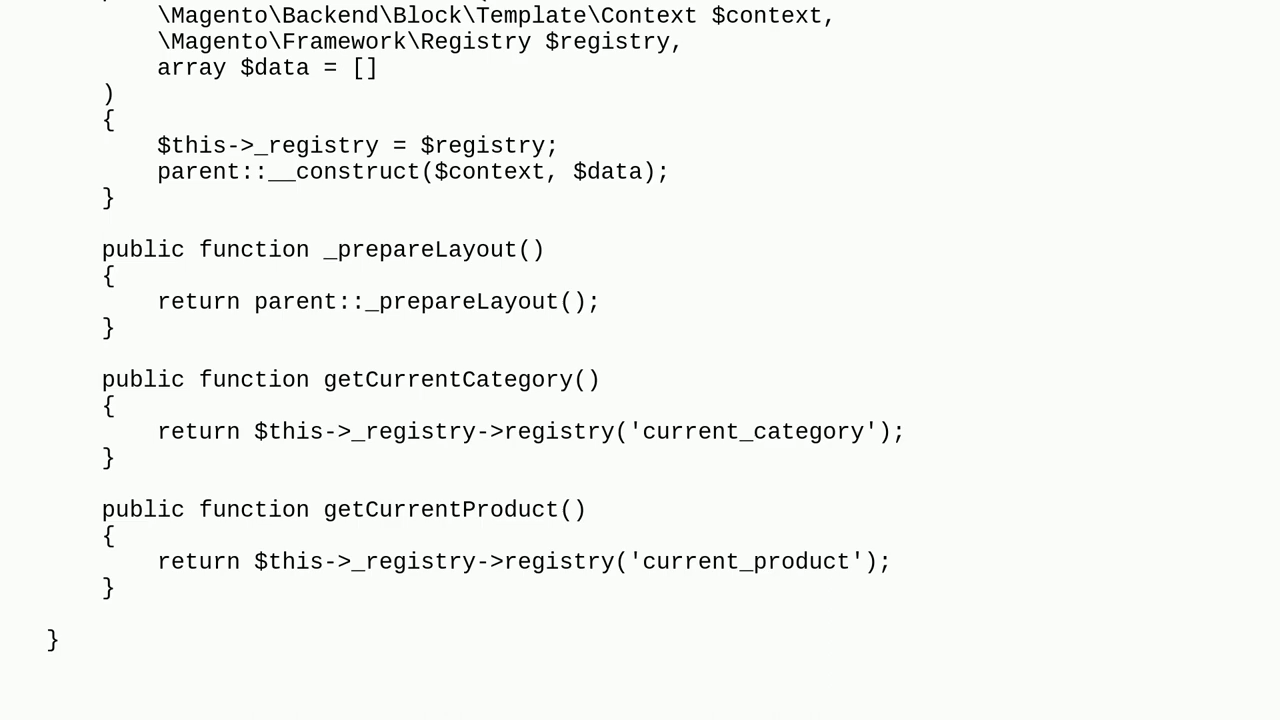 \Magento\Backend\Block\Template\Context $context,
\Magento\Framework\Registry $registry,
array $data = []
)
{
$this->_registry = $registry;
parent::__construct($context, $data);
}
public function _prepareLayout()
{
return parent::_prepareLayout();
}
public function getCurrentCategory()
{
return $this->_registry->registry('current_category');
}
public function getCurrentProduct()
{
return $this->_registry->registry('current_product');
}
}